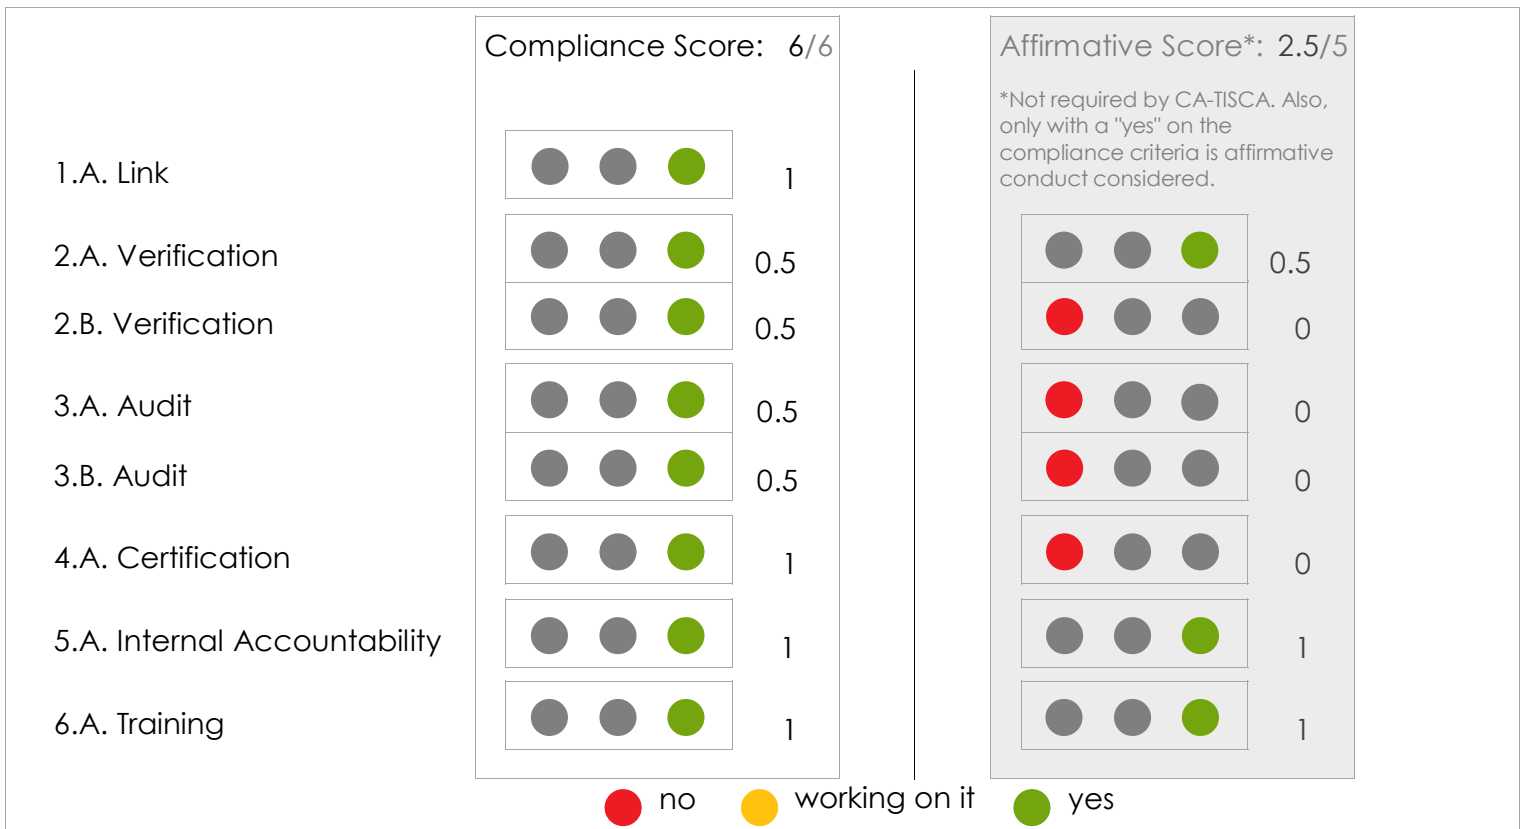 Compliance Score: 6/6
Affirmative Score*: 2.5/5
*Not required by CA-TISCA. Also,
only with a "yes" on the
compliance criteria is affirmative
conduct considered.
1.A. Link 1
2.A. Verification 0.5 0.5
2.B. Verification 0.5 0
3.A. Audit 0.5 0
3.B. Audit 0.5 0
4.A. Certification 1 0
5.A. Internal Accountability 1 1
6.A. Training 1 1
no working on it yes